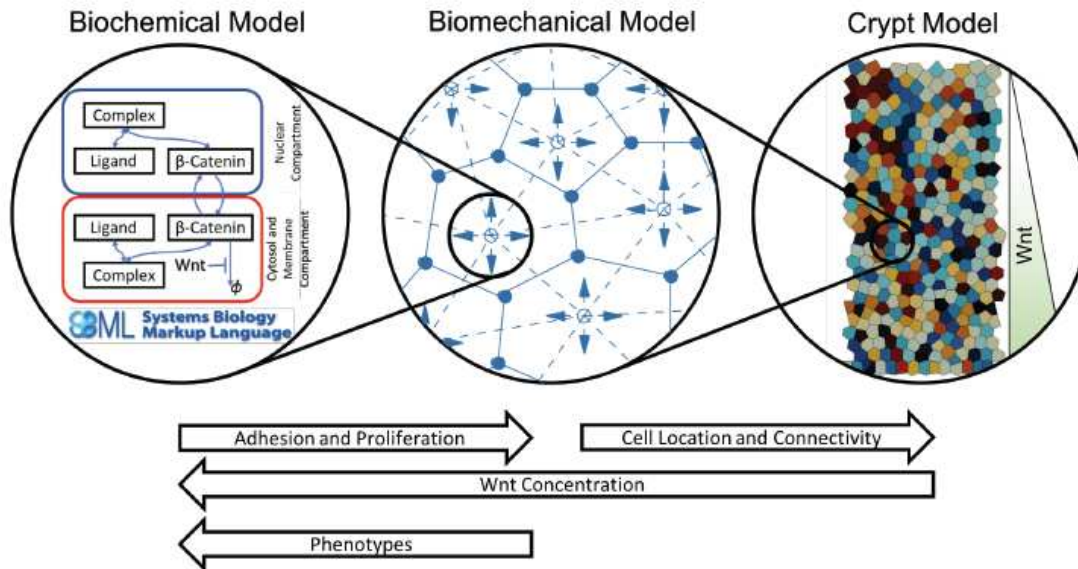 Biochemical Model
Biomechanical Model
Crypt Model
Complex
Ligand
β-Catenin
Nuclear
Compartment
Ligand
β-Catenin
Complex
Wnt
ϕ
Cytosol and
Membrane
Compartment
ML Systems Biology
Markup Language
Wnt
Adhesion and Proliferation
Cell Location and Connectivity
Wnt Concentration
Phenotypes